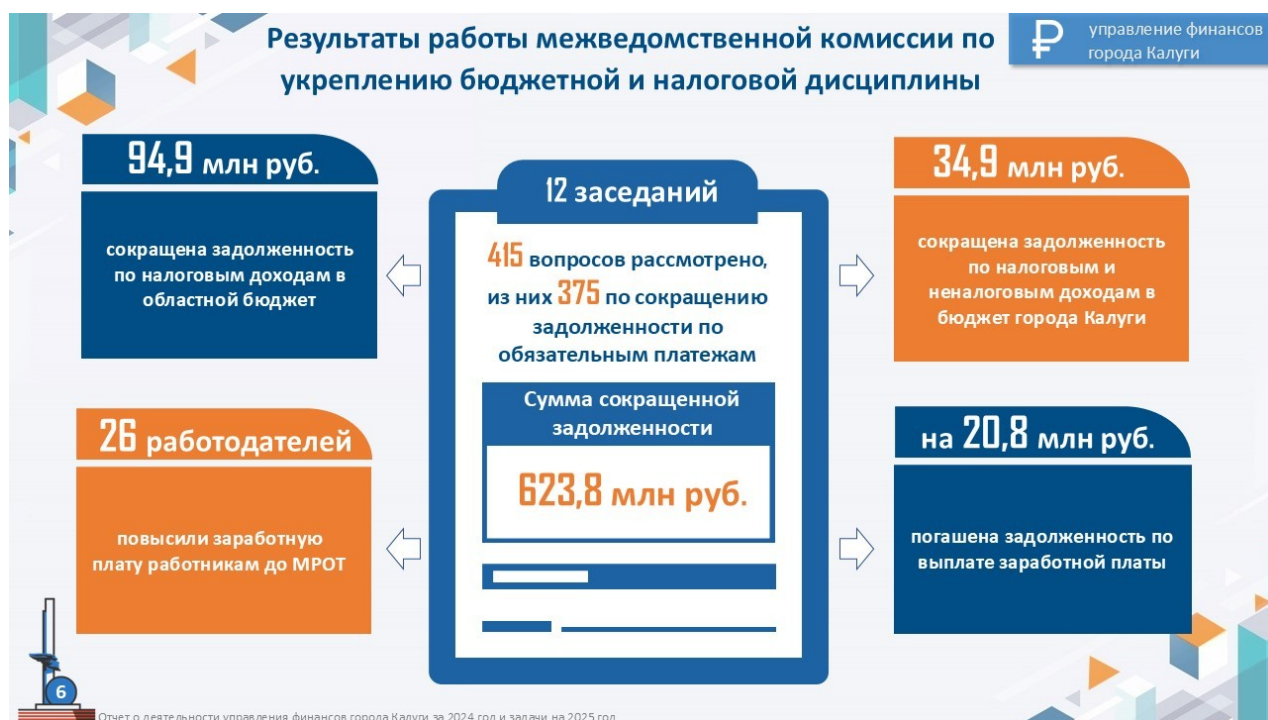 Результаты работы межведомственной комиссии по
укреплению бюджетной и налоговой дисциплины
управление финансов
города Калуги
94,9 млн руб.
сокращена задолженность
по налоговым доходам в
областной бюджет
26 работодателей
повысили заработную
плату работникам до МРОТ
12 заседаний
415 вопросов рассмотрено,
из них 375 по сокращению
задолженности по
обязательным платежам
Сумма сокращенной
задолженности
623,8 млн руб.
34,9 млн руб.
сокращена задолженность
по налоговым и
неналоговым доходам в
бюджет города Калуги
на 20,8 млн руб.
погашена задолженность по
выплате заработной платы
6
Отчет о деятельности управления финансов города Калуги за 2024 год и задачи на 2025 год